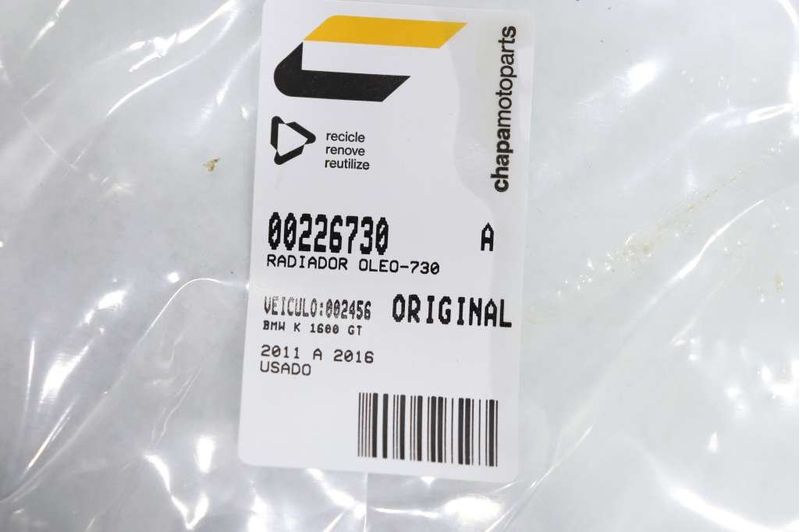 chapamotoparts
recicle
renove
reutilize
00226730 A
RADIADOR OLEO-730
VEICULO:002456 ORIGINAL
BMW K 1600 GT
2011 A 2016
USADO